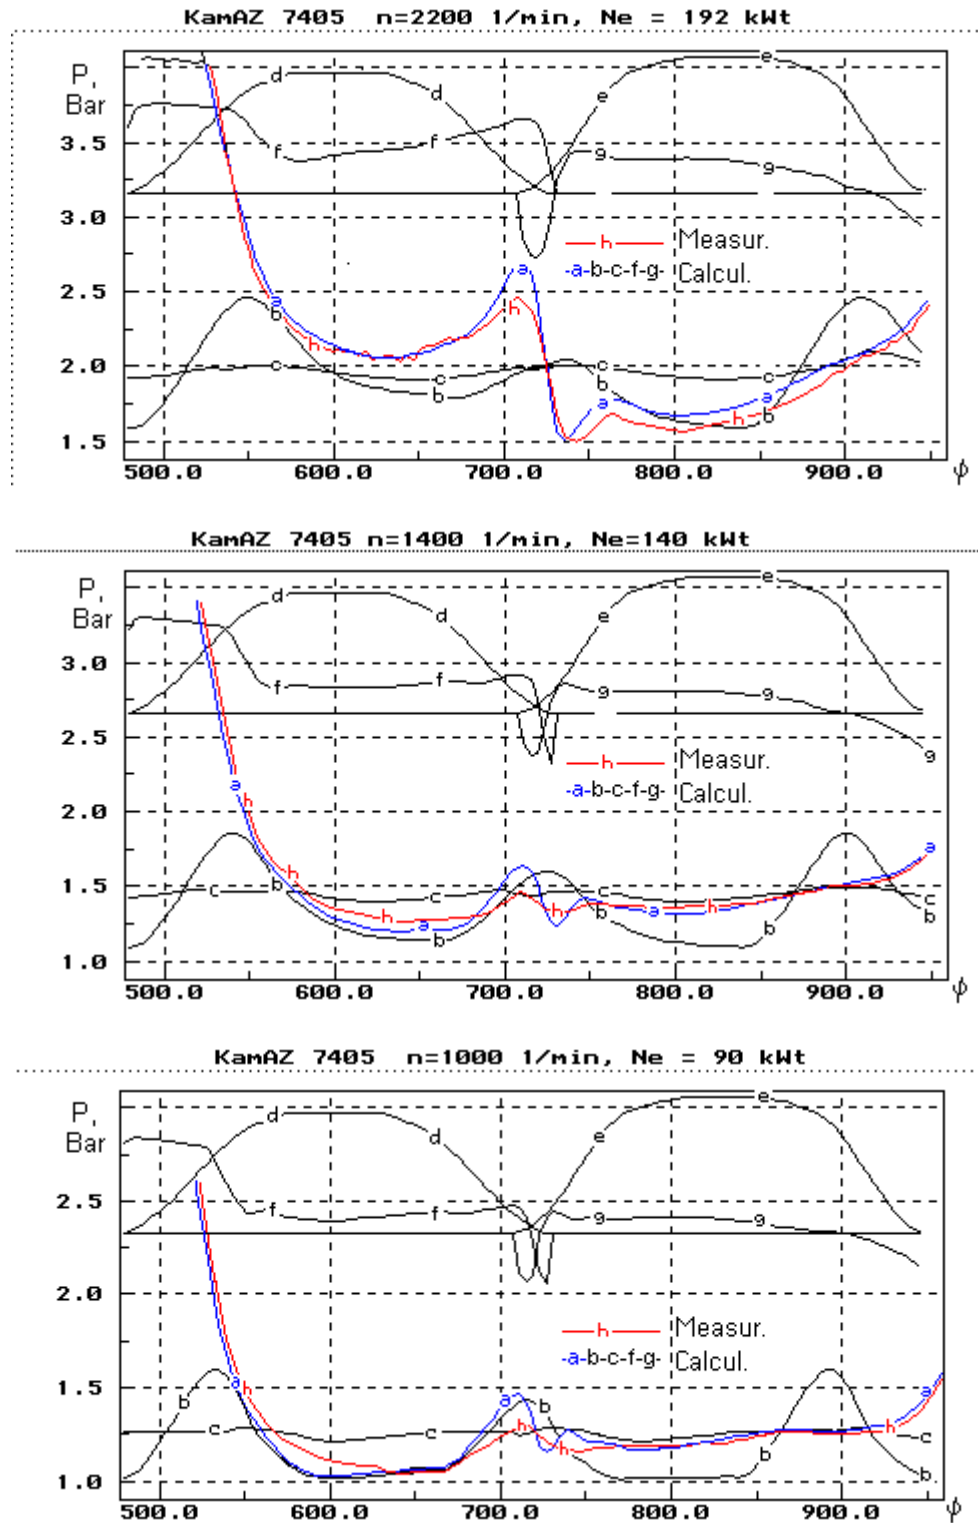 KamAZ 7405 n=2200 1/min, Ne = 192 kWt
P,
Bar
d
e
d
e
3.5
f
f
g
g
3.0
h Measur.
-a-b-c-f-g- Calcul.
a
2.5
a
b
h
h
2.0
c
c
c
c
b
b
a
a
h
b
1.5
500.0 600.0 700.0 800.0 900.0 φ
KamAZ 7405 n=1400 1/min, Ne=140 kWt
P,
Bar
d
e
d
e
3.0
f
f
g
g
2.5
g
h Measur.
-a-b-c-f-g- Calcul.
a
h
2.0
a
h
1.5
b
c
c
c
c
h
a
h
h
a
b
b
b
b
1.0
500.0 600.0 700.0 800.0 900.0 φ
KamAZ 7405 n=1000 1/min, Ne = 90 kWt
P,
Bar
d
e
d
e
2.5
f
f
g
g
2.0
h Measur.
-a-b-c-f-g- Calcul.
1.5
a
h
a
b
a
b
h
h
c
c
c
h
b
1.0
500.0 600.0 700.0 800.0 900.0 φ